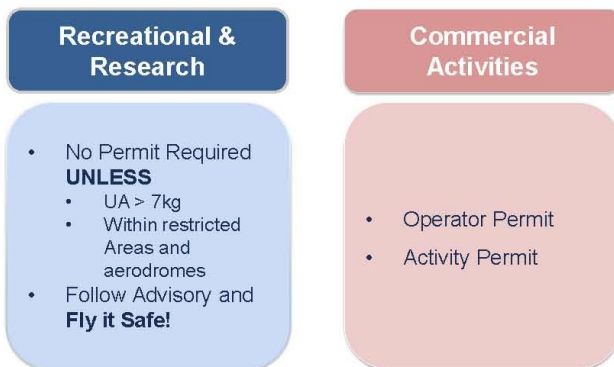 Recreational &
Research
• No Permit Required
UNLESS
• UA > 7kg
• Within restricted
Areas and
aerodromes
• Follow Advisory and
Fly it Safe!
Commercial
Activities
• Operator Permit
• Activity Permit